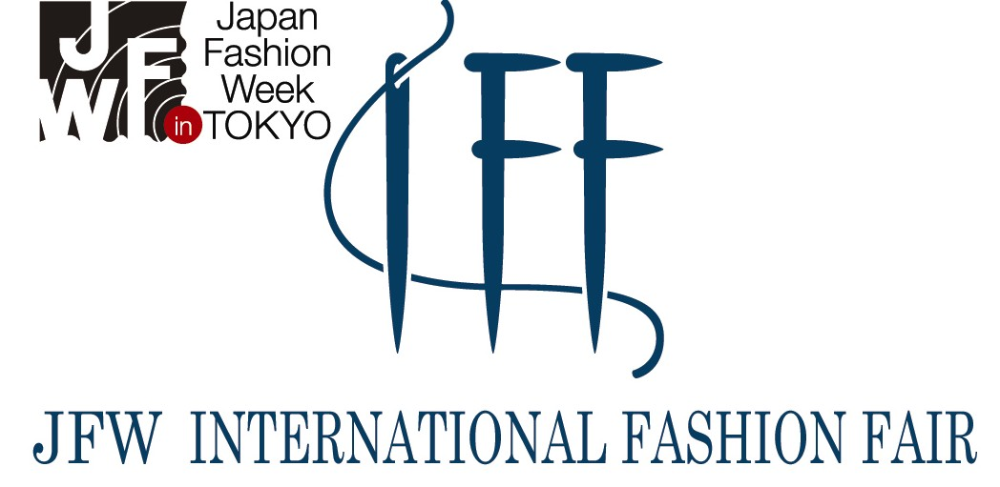 JFW
in
Japan
Fashion
Week
TOKYO
IFF
JFW INTERNATIONAL FASHION FAIR